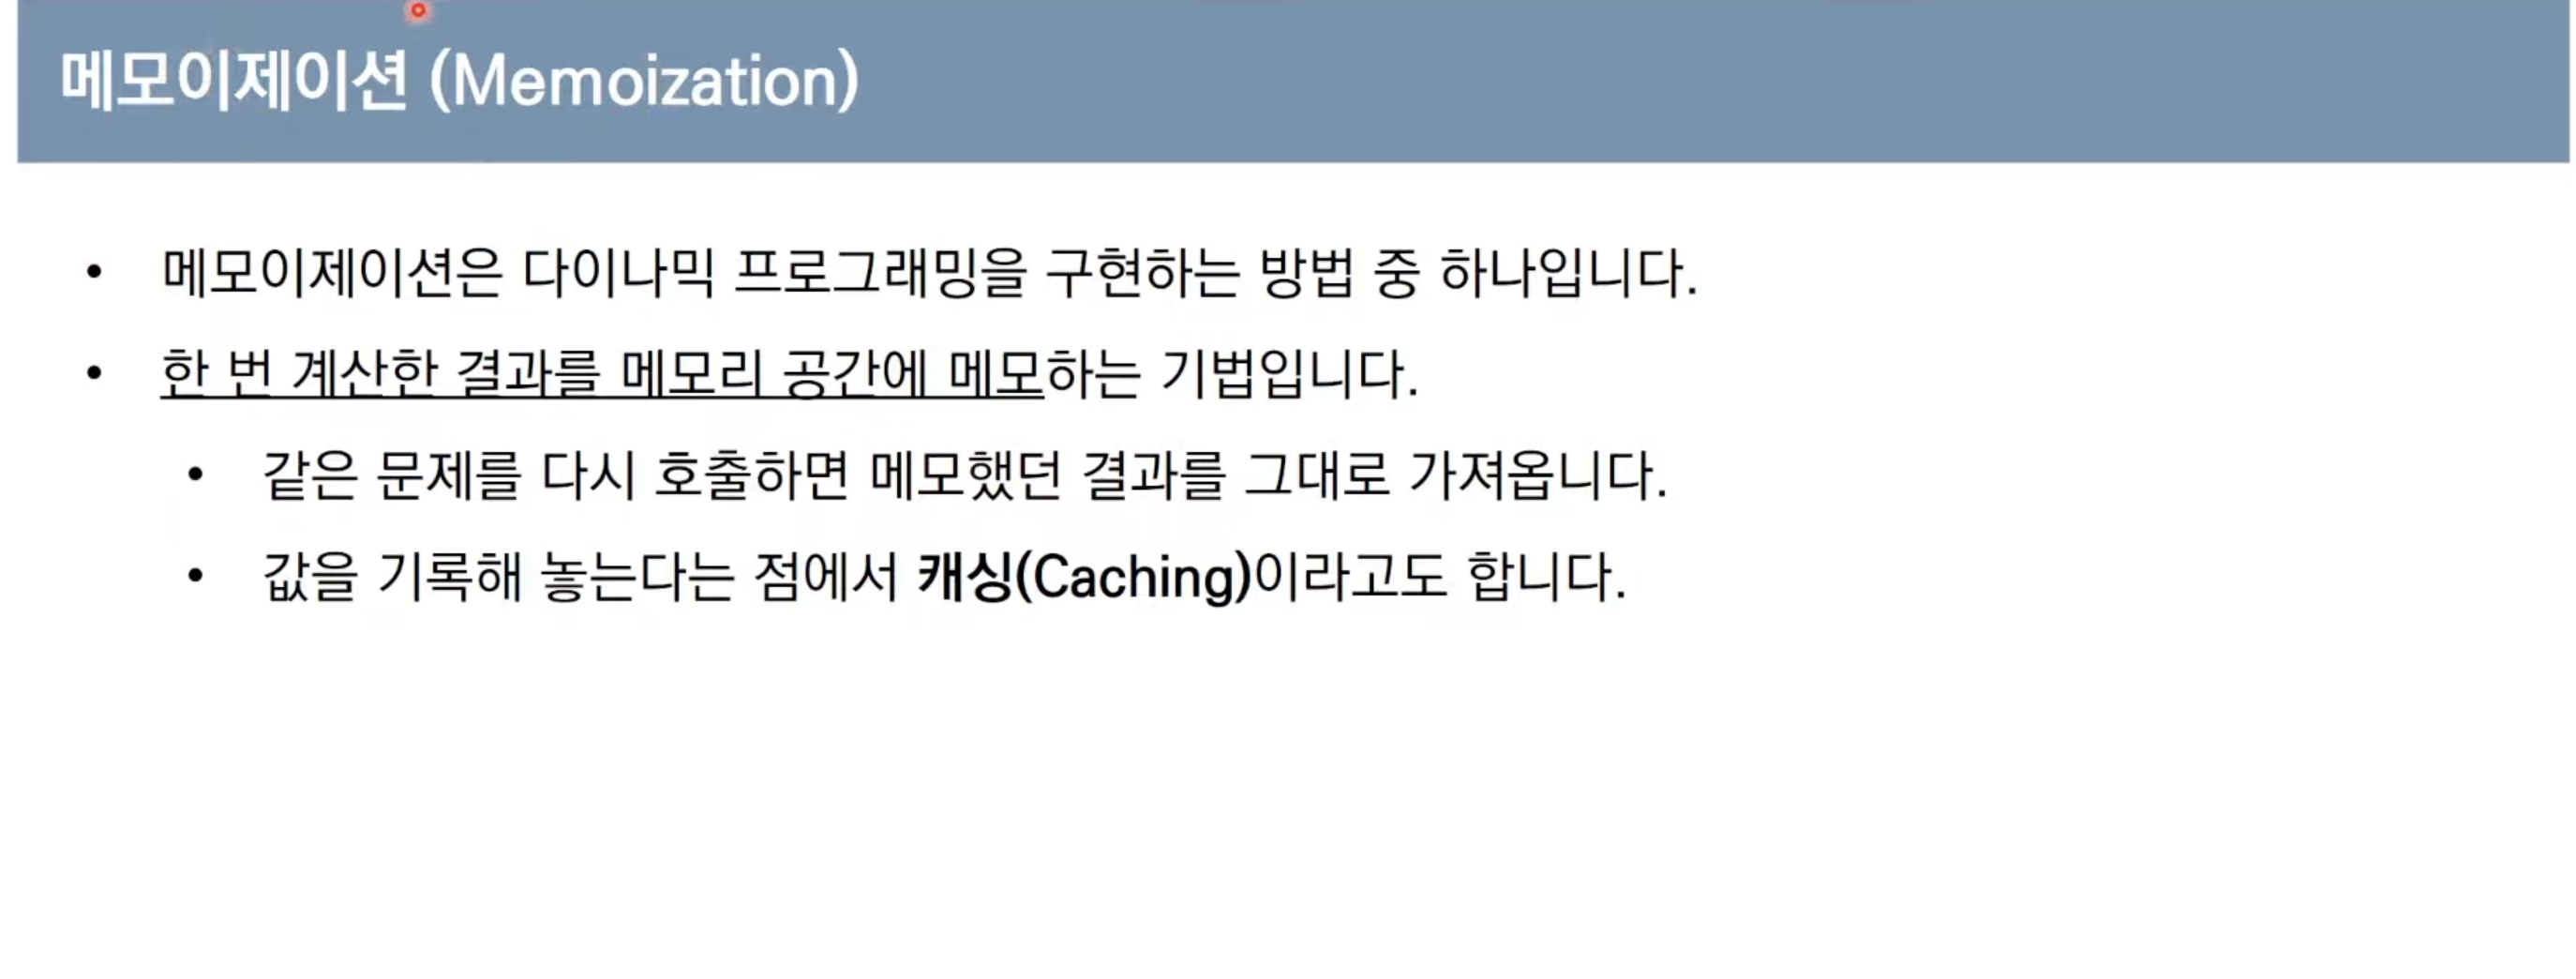 메모이제이션 (Memoization)
• 메모이제이션은 다이나믹 프로그래밍을 구현하는 방법 중 하나입니다.
• 한 번 계산한 결과를 메모리 공간에 메모하는 기법입니다.
• 같은 문제를 다시 호출하면 메모했던 결과를 그대로 가져옵니다.
• 값을 기록해 놓는다는 점에서 캐싱(Caching)이라고도 합니다.